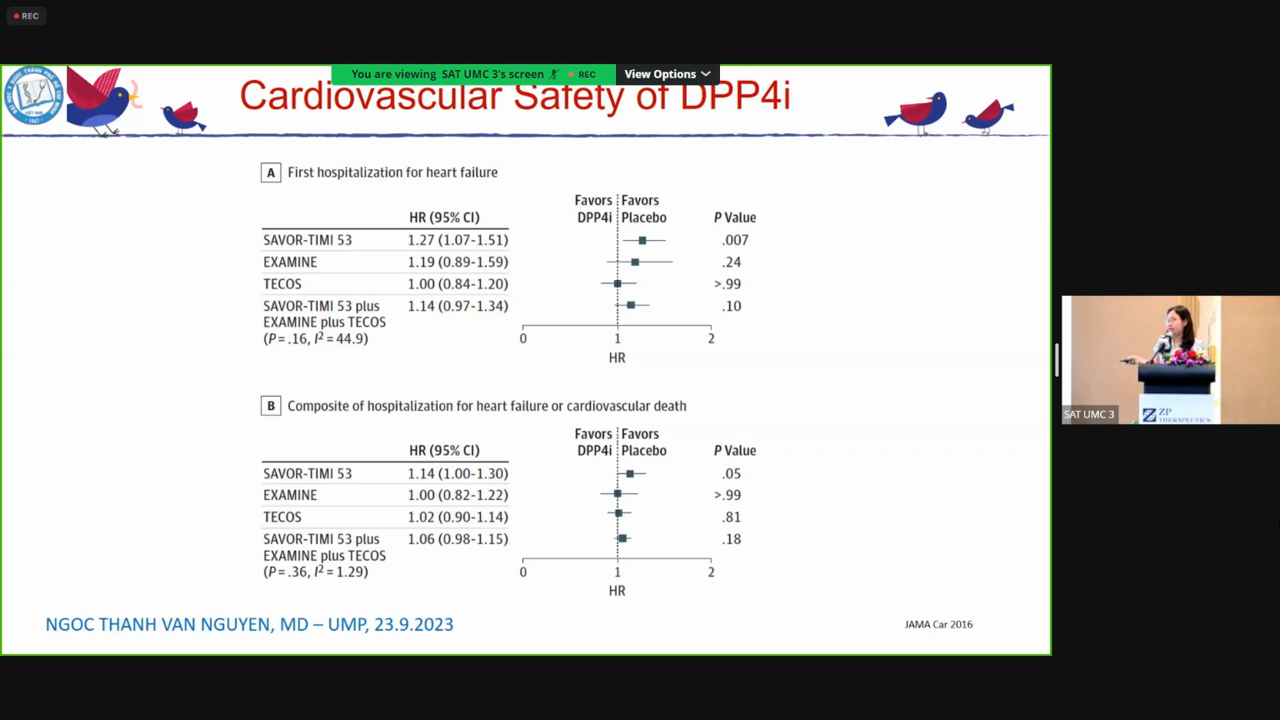 REC
You are viewing SAT UMC 3's screen
REC
View Options
Cardiovascular Safety of DPP4i
A First hospitalization for heart failure
Favors Favors
HR (95% CI) DPP4i Placebo P Value
SAVOR-TIMI 53 1.27 (1.07-1.51) .007
EXAMINE 1.19 (0.89-1.59) .24
TECOS 1.00 (0.84-1.20) >.99
SAVOR-TIMI 53 plus 1.14 (0.97-1.34) .10
EXAMINE plus TECOS
(P = .16, I² = 44.9)
0 1 2
HR
B Composite of hospitalization for heart failure or cardiovascular death
Favors Favors
HR (95% CI) DPP4i Placebo P Value
SAVOR-TIMI 53 1.14 (1.00-1.30) .05
EXAMINE 1.00 (0.82-1.22) >.99
TECOS 1.02 (0.90-1.14) .81
SAVOR-TIMI 53 plus 1.06 (0.98-1.15) .18
EXAMINE plus TECOS
(P = .36, I² = 1.29)
0 1 2
HR
NGOC THANH VAN NGUYEN, MD – UMP, 23.9.2023
JAMA Car 2016
SAT UMC 3
ZP
THERAPEUTICS